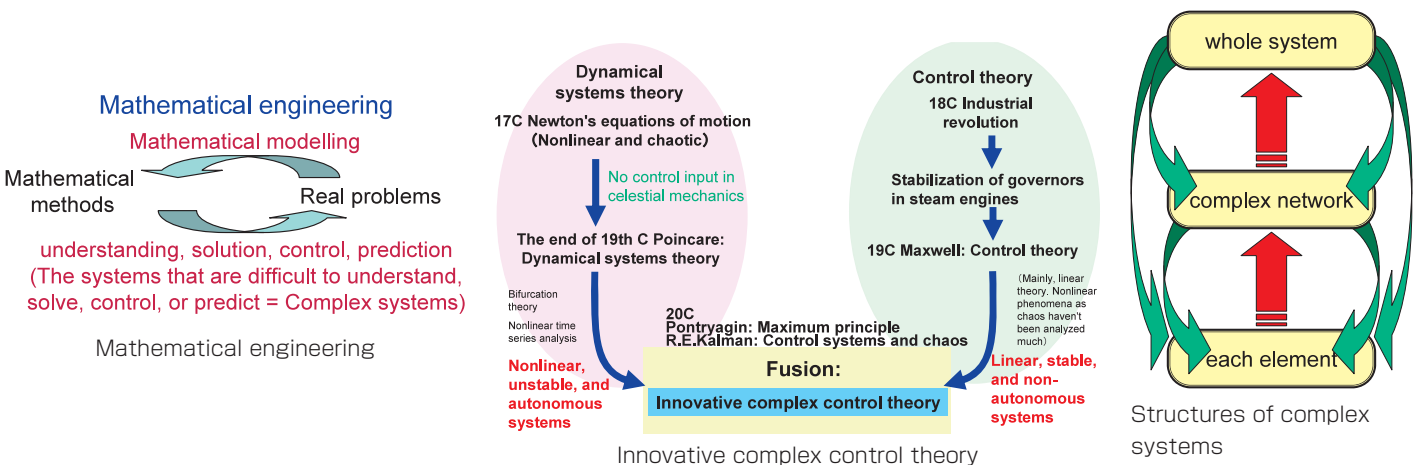 Mathematical engineering
Mathematical modelling
Mathematical
methods
Real problems
understanding, solution, control, prediction
(The systems that are difficult to understand,
solve, control, or predict = Complex systems)
Mathematical engineering
Dynamical
systems theory
17C Newton's equations of motion
(Nonlinear and chaotic)
No control input in
celestial mechanics
The end of 19th C Poincare:
Dynamical systems theory
Bifurcation
theory
Nonlinear time
series analysis
Nonlinear,
unstable, and
autonomous
systems
Control theory
18C Industrial
revolution
Stabilization of governors
in steam engines
19C Maxwell: Control theory
(Mainly, linear
theory. Nonlinear
phenomena as
chaos haven't
been analyzed
much)
20C
Pontryagin: Maximum principle
R.E.Kalman: Control systems and chaos
Linear, stable,
and non-
autonomous
systems
Fusion:
Innovative complex control theory
Innovative complex control theory
whole system
complex network
each element
Structures of complex
systems